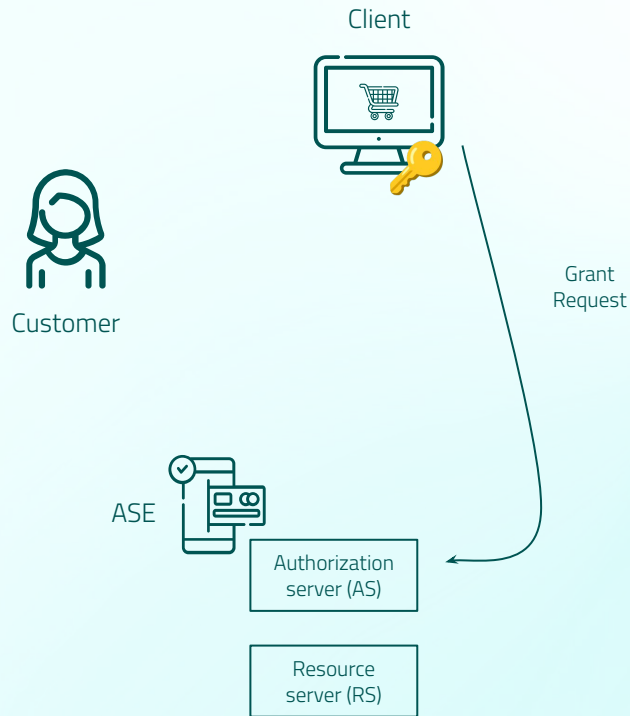 Client
Grant
Request
Customer
ASE
Authorization
server (AS)
Resource
server (RS)